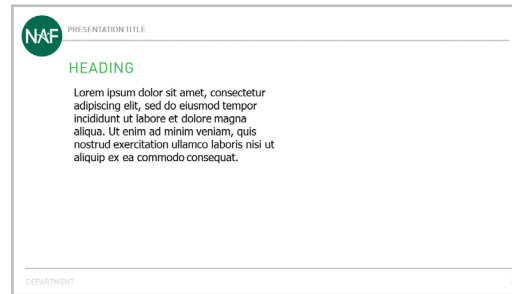 NAF
PRESENTATION TITLE
HEADING
Lorem ipsum dolor sit amet, consectetur
adipiscing elit, sed do eiusmod tempor
incididunt ut labore et dolore magna
aliqua. Ut enim ad minim veniam, quis
nostrud exercitation ullamco laboris nisi ut
aliquip ex ea commodo consequat.
DEPARTMENT